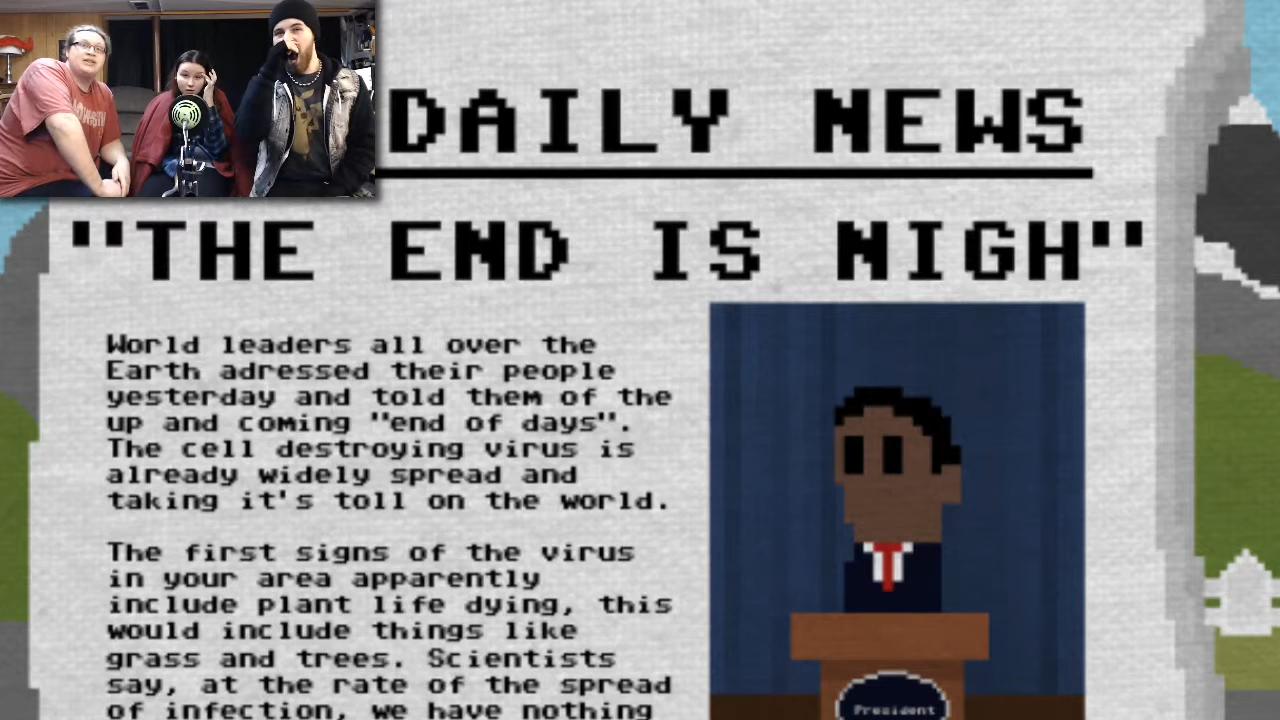 DAILY NEWS
"THE END IS NIGH"
World leaders all over the
Earth adressed their people
yesterday and told them of the
up and coming "end of days".
The cell destroying virus is
already widely spread and
taking it's toll on the world.
The first signs of the virus
in your area apparently
include plant life dying, this
would include things like
grass and trees. Scientists
say, at the rate of the spread
of infection, we have nothing
President